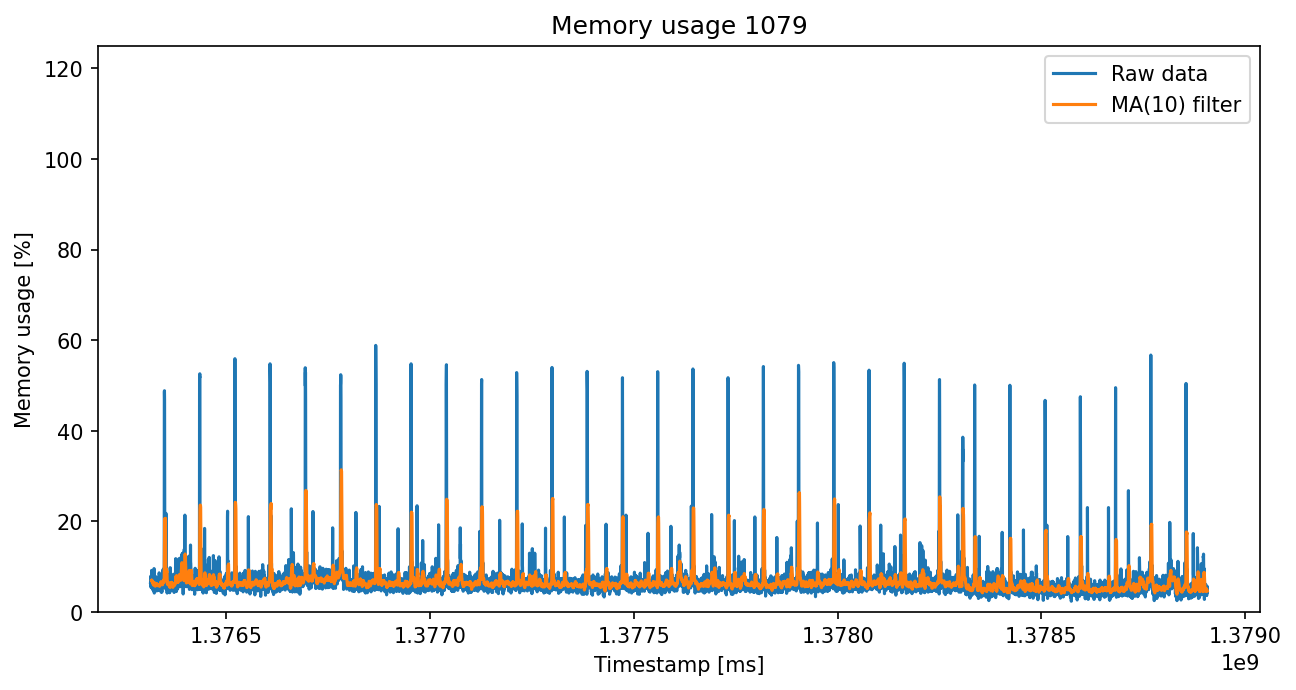 Memory usage 1079
Raw data
MA(10) filter
Memory usage [%]
120
100
80
60
40
20
0
1.3765 1.3770 1.3775 1.3780 1.3785 1.3790
1e9
Timestamp [ms]